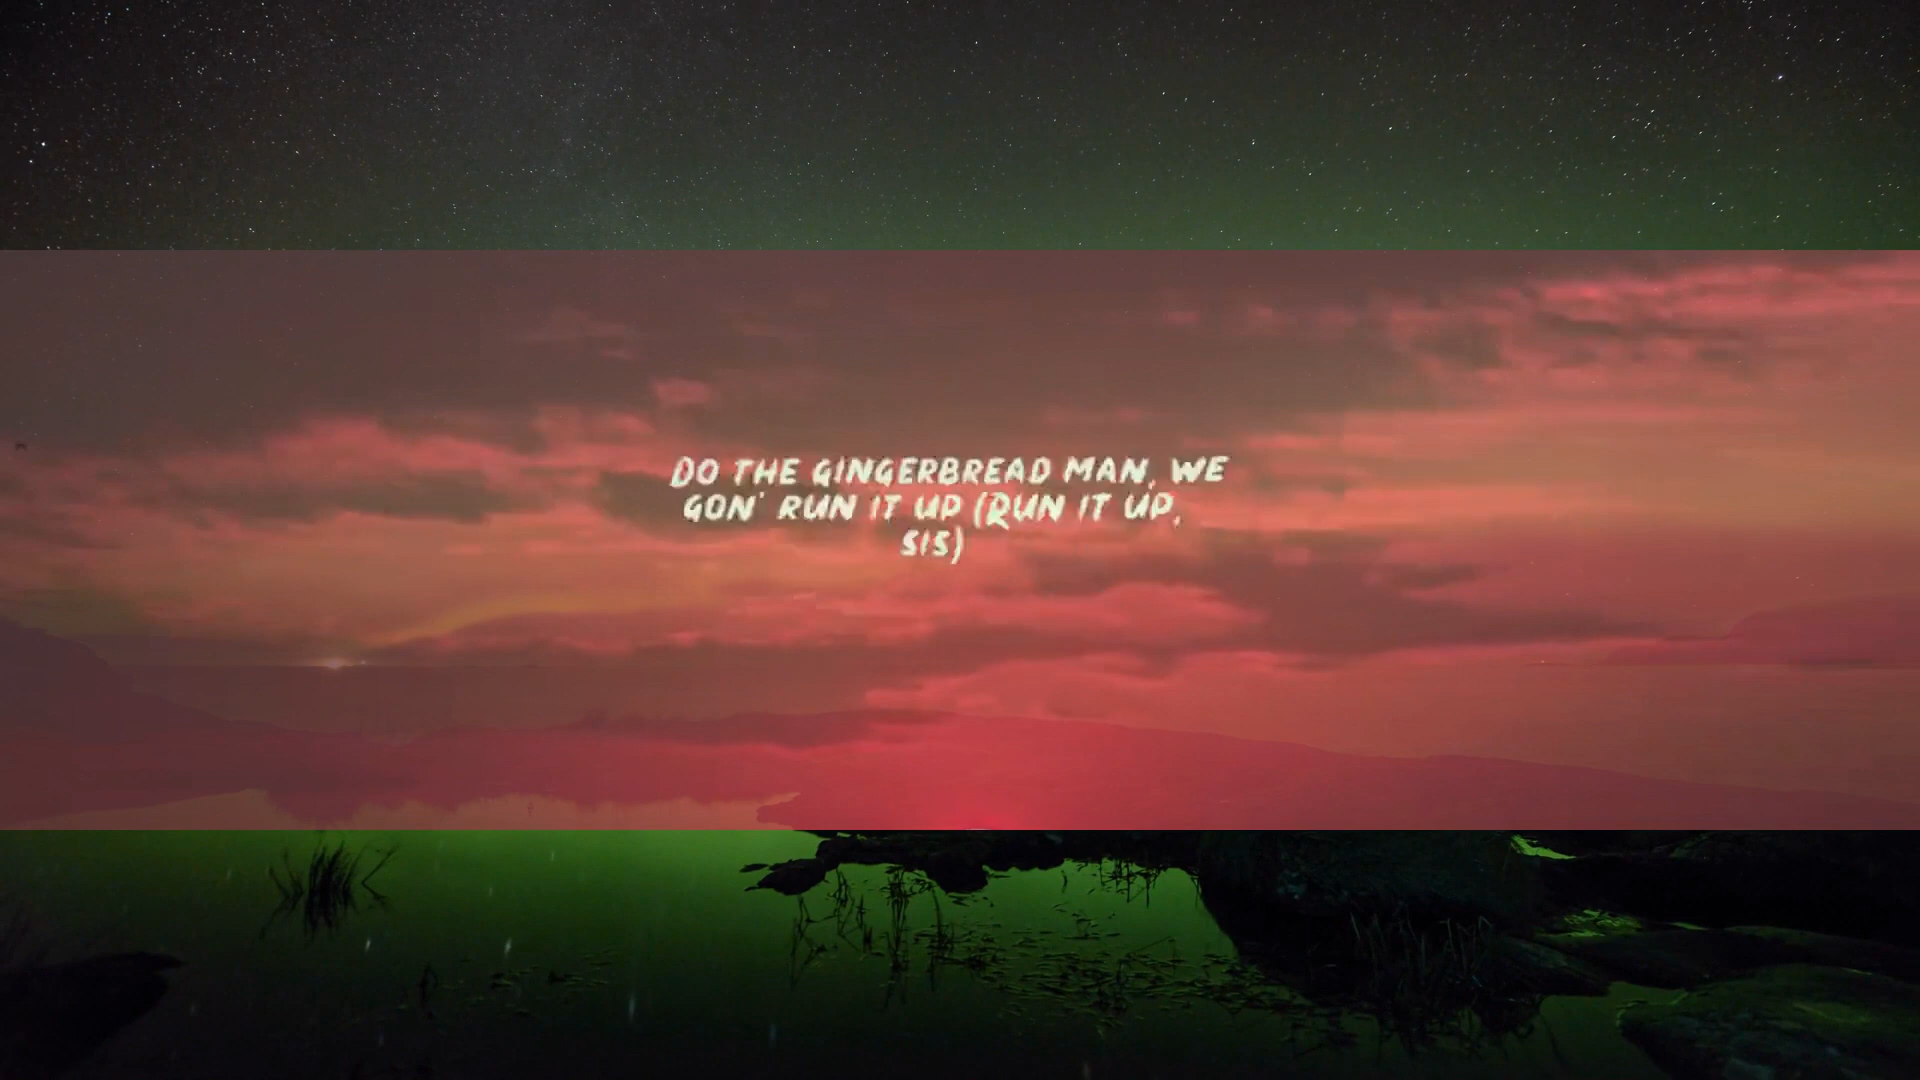 DO THE GINGERBREAD MAN, WE
GON' RUN IT UP (RUN IT UP,
SIS)